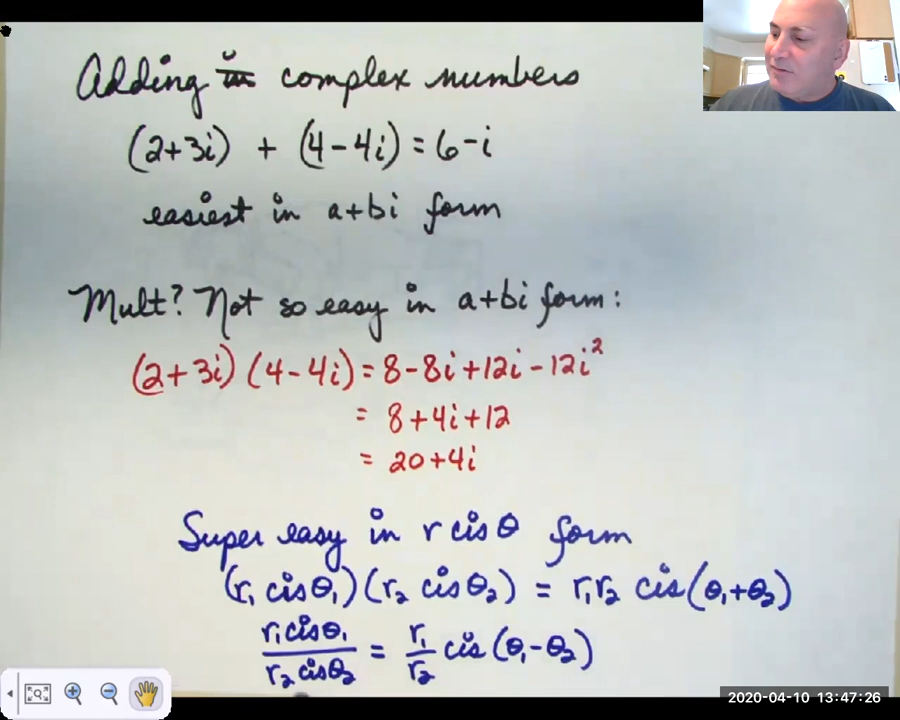 Adding complex numbers
(2+3i) + (4-4i) = 6-i
easiest in a+bi form
Mult? Not so easy in a+bi form:
(2+3i)(4-4i) = 8-8i+12i-12i²
= 8+4i+12
= 20+4i
Super easy in r cis θ form
(r₁ cis θ₁)(r₂ cis θ₂) = r₁r₂ cis(θ₁+θ₂)
r₁ cis θ₁ / r₂ cis θ₂ = r₁/r₂ cis(θ₁-θ₂)
2020-04-10 13:47:26